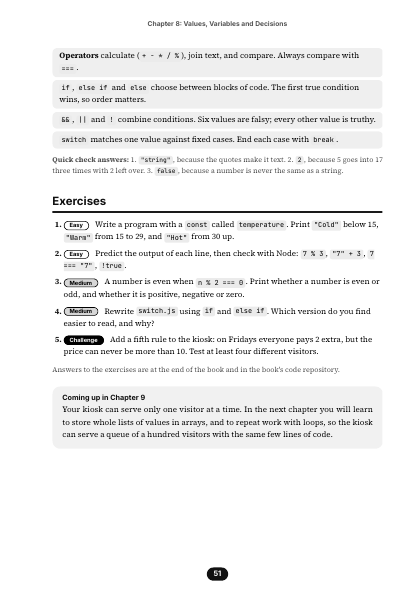 Chapter 8: Values, Variables and Decisions
Operators calculate ( + - * / % ), join text, and compare. Always compare with
=== .
if , else if and else choose between blocks of code. The first true condition
wins, so order matters.
&& , || and ! combine conditions. Six values are falsy; every other value is truthy.
switch matches one value against fixed cases. End each case with break .
Quick check answers: 1. "string" , because the quotes make it text. 2. 2 , because 5 goes into 17
three times with 2 left over. 3. false , because a number is never the same as a string.
Exercises
1. Easy Write a program with a const called temperature . Print "Cold" below 15,
"Warm" from 15 to 29, and "Hot" from 30 up.
2. Easy Predict the output of each line, then check with Node: 7 % 3 , "7" + 3 , 7
=== "7" , !true .
3. Medium A number is even when n % 2 === 0 . Print whether a number is even or
odd, and whether it is positive, negative or zero.
4. Medium Rewrite switch.js using if and else if . Which version do you find
easier to read, and why?
5. Challenge Add a fifth rule to the kiosk: on Fridays everyone pays 2 extra, but the
price can never be more than 10. Test at least four different visitors.
Answers to the exercises are at the end of the book and in the book's code repository.
Coming up in Chapter 9
Your kiosk can serve only one visitor at a time. In the next chapter you will learn
to store whole lists of values in arrays, and to repeat work with loops, so the kiosk
can serve a queue of a hundred visitors with the same few lines of code.
51